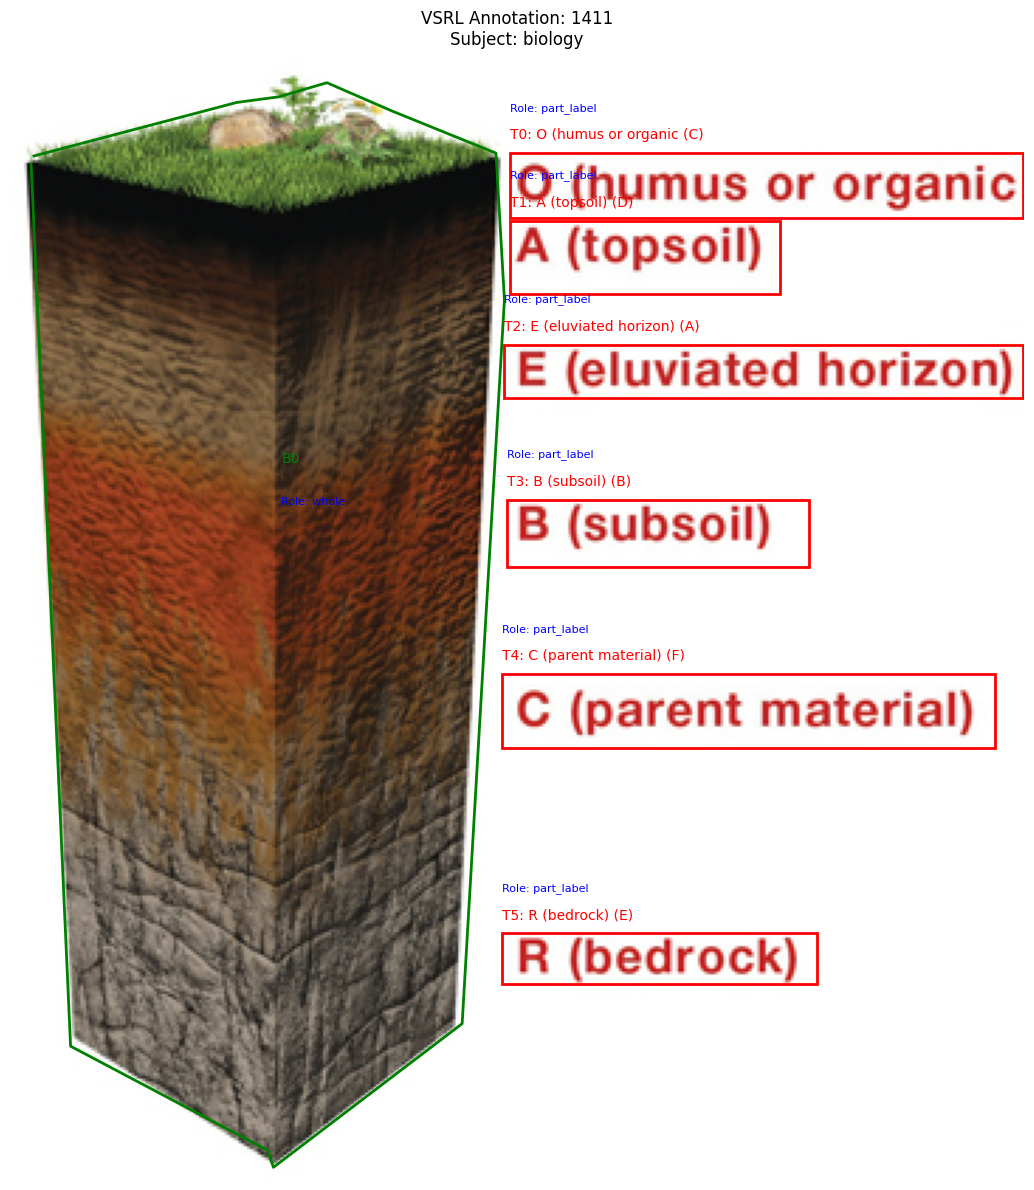 VSRL Annotation: 1411
Subject: biology
Role: part_label
T0: O (humus or organic (C)
O (humus or organic
Role: part_label
T1: A (topsoil) (D)
A (topsoil)
Role: part_label
T2: E (eluviated horizon) (A)
E (eluviated horizon)
Role: part_label
T3: B (subsoil) (B)
B (subsoil)
B0
Role: whole
Role: part_label
T4: C (parent material) (F)
C (parent material)
Role: part_label
T5: R (bedrock) (E)
R (bedrock)